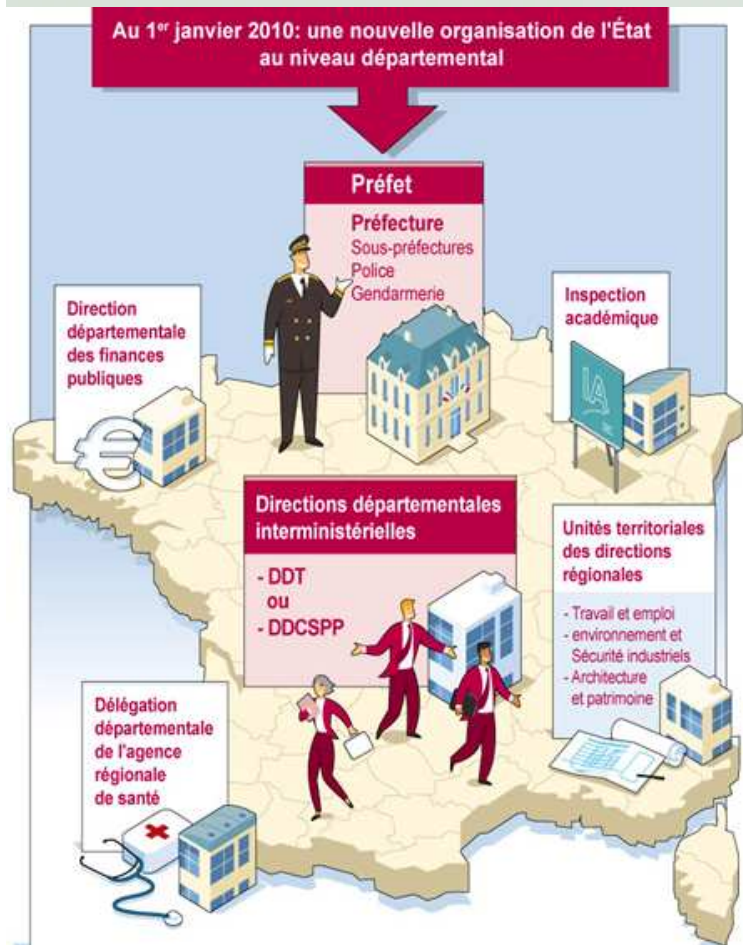 Au 1er janvier 2010: une nouvelle organisation de l'État
au niveau départemental
Préfet
Préfecture
Sous-préfectures
Police
Gendarmerie
Direction
départementale
des finances
publiques
Inspection
académique
IA
Directions départementales
interministérielles
- DDT
ou
- DDCSPP
Unités territoriales
des directions
régionales
- Travail et emploi
- environnement et
Sécurité industriels
- Architecture
et patrimoine
Délégation
départementale
de l'agence
régionale
de santé